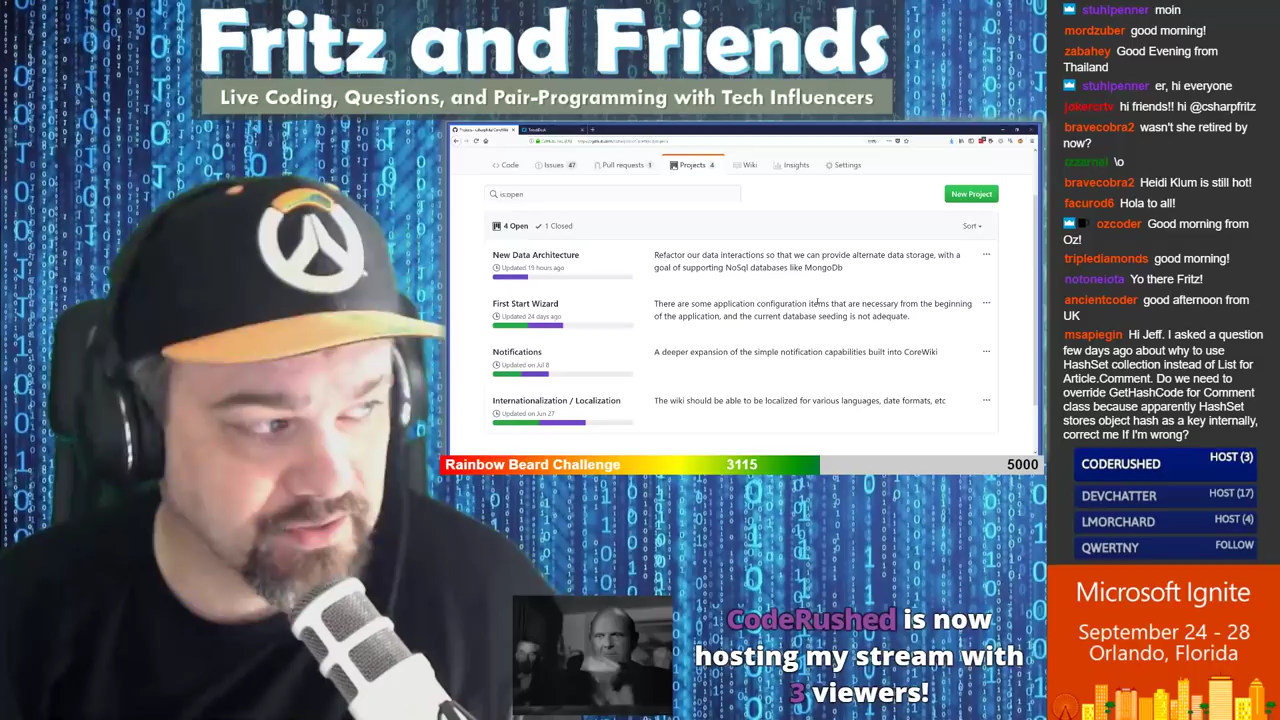 Fritz and Friends
Live Coding, Questions, and Pair-Programming with Tech Influencers
Code
Issues 47
Pull requests 1
Projects 4
Wiki
Insights
Settings
is:open
New Project
4 Open
1 Closed
Sort
New Data Architecture
Updated 19 hours ago
Refactor our data interactions so that we can provide alternate data storage, with a
goal of supporting NoSql databases like MongoDb
First Start Wizard
Updated 24 days ago
There are some application configuration items that are necessary from the beginning
of the application, and the current database seeding is not adequate.
Notifications
Updated on Jul 8
A deeper expansion of the simple notification capabilities built into CoreWiki
Internationalization / Localization
Updated on Jun 27
The wiki should be able to be localized for various languages, date formats, etc
Rainbow Beard Challenge
3115
5000
CodeRushed is now
hosting my stream with
3 viewers!
stuhlpenner moin
mordzuber good morning!
zabahey Good Evening from
Thailand
stuhlpenner er, hi everyone
jokercrtv hi friends!! hi @csharpfritz
bravecobra2 wasn't he retired by
now?
\o
bravecobra2 Heidi Klum is still hot!
facurod6 Hola to all!
ozcoder Good morning from
Oz!
triplediamonds good morning!
notoneiota Yo there Fritz!
ancientcoder good afternoon from
UK
msapiegin Hi Jeff. I asked a question
few days ago about why to use
HashSet collection instead of List for
Article.Comment. Do we need to
override GetHashCode for Comment
class because apparently HashSet
stores object hash as a key internally,
correct me If I'm wrong?
CODERUSHED HOST (3)
DEVCHATTER HOST (17)
LMORCHARD HOST (4)
QWERTNY FOLLOW
Microsoft Ignite
September 24 - 28
Orlando, Florida